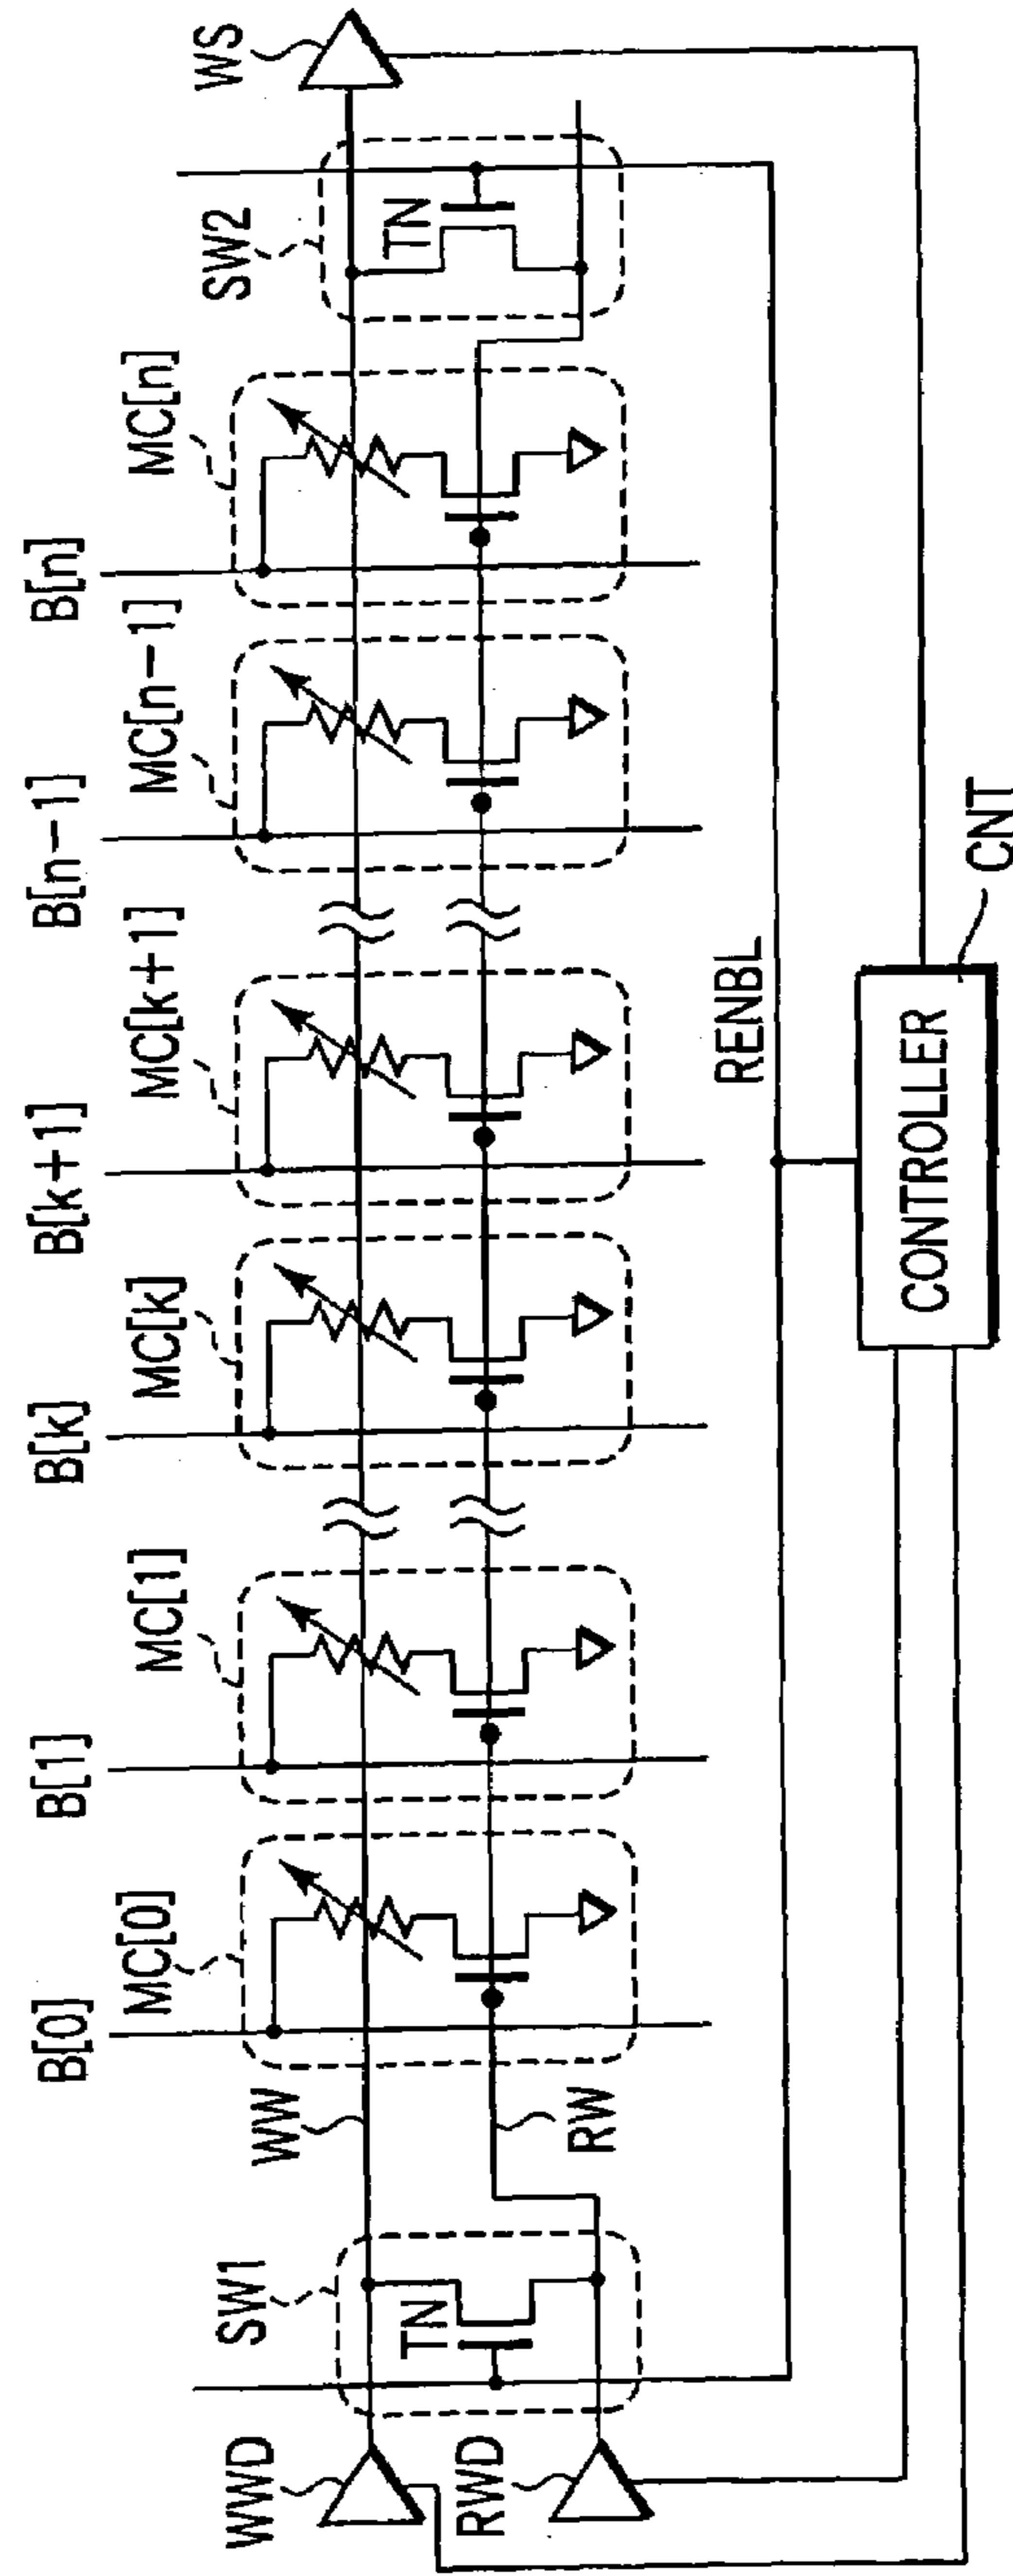 B[0]
B[1]
B[k]
B[k+1]
B[n-1]
B[n]
MC[0]
MC[1]
MC[k]
MC[k+1]
MC[n-1]
MC[n]
SW1
SW2
WWD
WW
WS
TN
TN
RWD
RW
RENBL
CONTROLLER
CNT